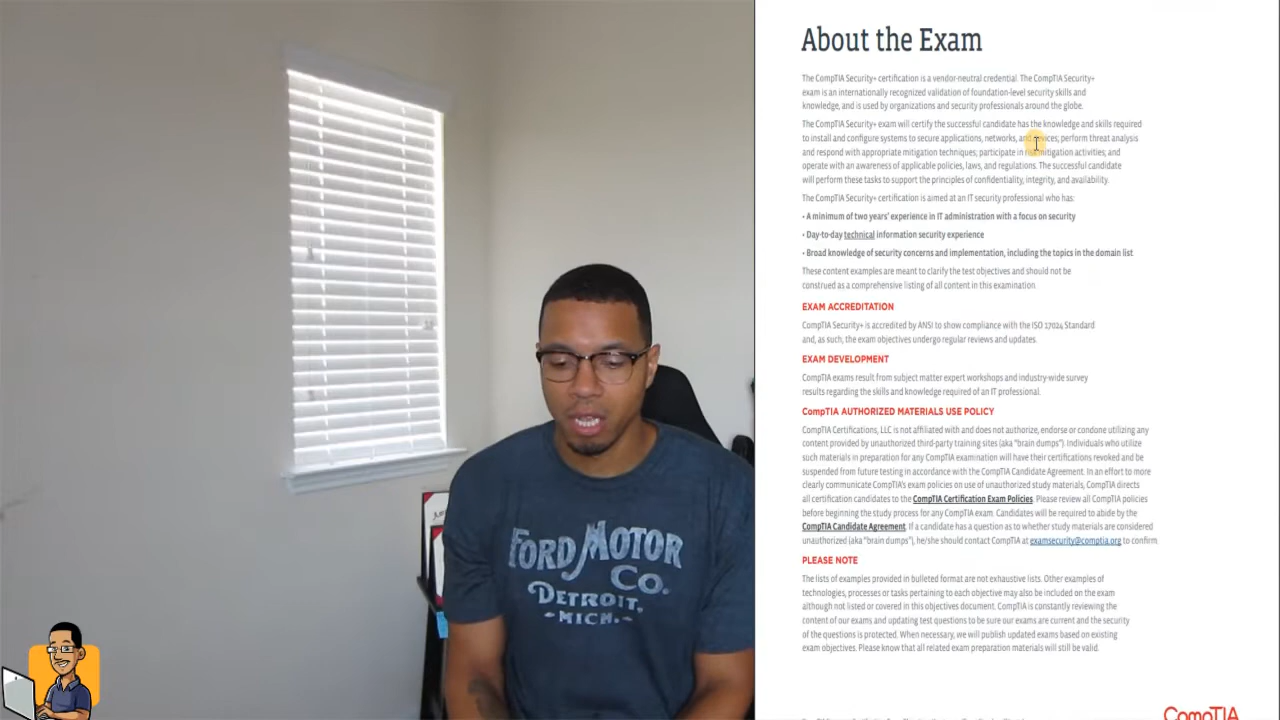 About the Exam
The CompTIA Security+ certification is a vendor-neutral credential. The CompTIA Security+
exam is an internationally recognized validation of foundation-level security skills and
knowledge, and is used by organizations and security professionals around the globe.
The CompTIA Security+ exam will certify the successful candidate has the knowledge and skills required
to install and configure systems to secure applications, networks, and devices; perform threat analysis
and respond with appropriate mitigation techniques; participate in risk mitigation activities; and
operate with an awareness of applicable policies, laws, and regulations. The successful candidate
will perform these tasks to support the principles of confidentiality, integrity, and availability.
The CompTIA Security+ certification is aimed at an IT security professional who has:
• A minimum of two years' experience in IT administration with a focus on security
• Day-to-day technical information security experience
• Broad knowledge of security concerns and implementation, including the topics in the domain list
These content examples are meant to clarify the test objectives and should not be
construed as a comprehensive listing of all content in this examination
EXAM ACCREDITATION
CompTIA Security+ is accredited by ANSI to show compliance with the ISO 17024 Standard
and, as such, the exam objectives undergo regular reviews and updates.
EXAM DEVELOPMENT
CompTIA exams result from subject matter expert workshops and industry-wide survey
results regarding the skills and knowledge required of an IT professional.
CompTIA AUTHORIZED MATERIALS USE POLICY
CompTIA Certifications, LLC is not affiliated with and does not authorize, endorse or condone utilizing any
content provided by unauthorized third-party training sites (aka "brain dumps"). Individuals who utilize
such materials in preparation for any CompTIA examination will have their certifications revoked and be
suspended from future testing in accordance with the CompTIA Candidate Agreement. In an effort to more
clearly communicate CompTIA's exam policies on use of unauthorized study materials, CompTIA directs
all certification candidates to the CompTIA Certification Exam Policies. Please review all CompTIA policies
before beginning the study process for any CompTIA exam. Candidates will be required to abide by the
CompTIA Candidate Agreement. If a candidate has a question as to whether study materials are considered
unauthorized (aka "brain dumps"), he/she should contact CompTIA at examsecurity@comptia.org to confirm
PLEASE NOTE
The lists of examples provided in bulleted format are not exhaustive lists. Other examples of
technologies, processes or tasks pertaining to each objective may also be included on the exam
although not listed or covered in this objectives document. CompTIA is constantly reviewing the
content of our exams and updating test questions to be sure our exams are current and the security
of the questions is protected. When necessary, we will publish updated exams based on existing
exam objectives. Please know that all related exam preparation materials will still be valid.
CompTIA
FORD MOTOR
CO.
DETROIT,
-MICH.-